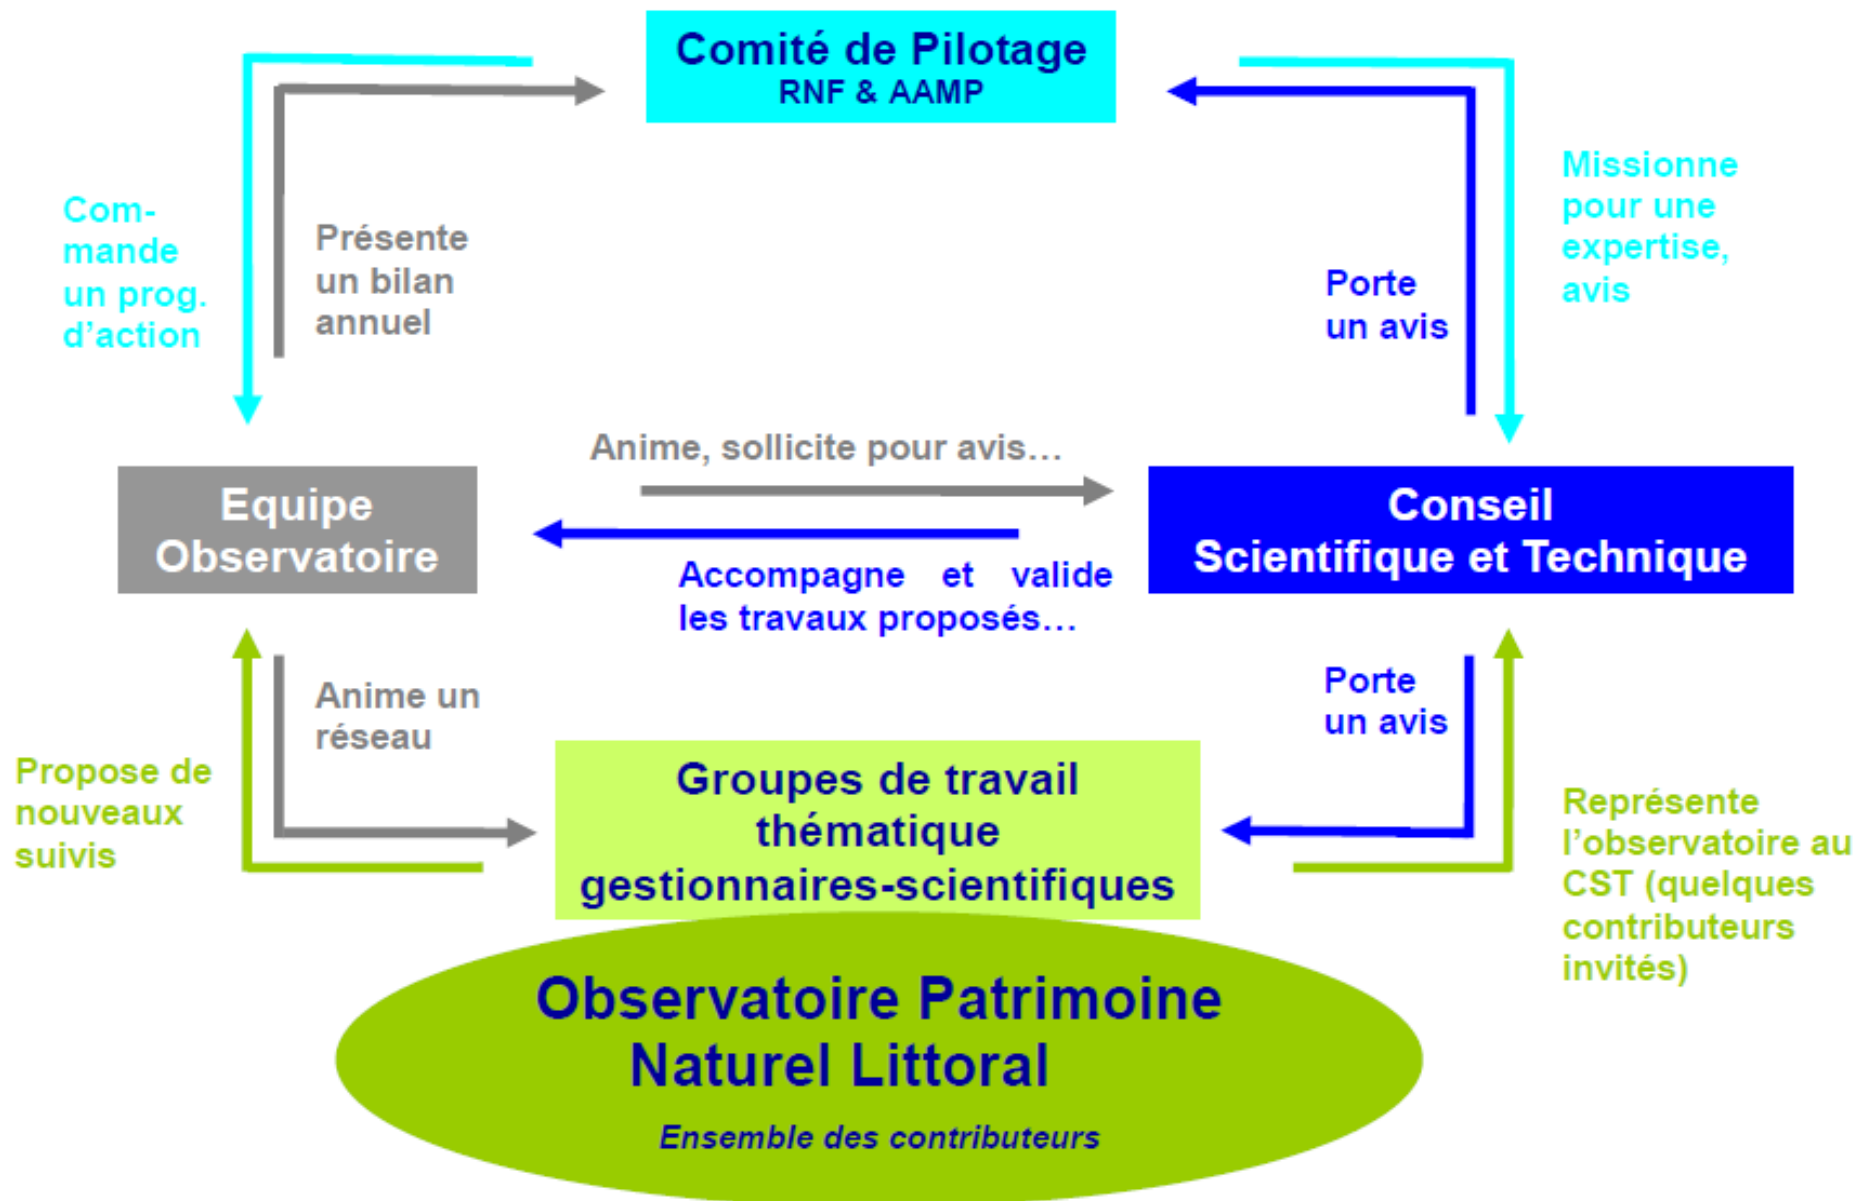 Comité de Pilotage
RNF & AAMP
Com-
mande
un prog.
d'action
Présente
un bilan
annuel
Porte
un avis
Missionne
pour une
expertise,
avis
Anime, sollicite pour avis…
Equipe
Observatoire
Conseil
Scientifique et Technique
Accompagne et valide
les travaux proposés…
Anime un
réseau
Porte
un avis
Propose de
nouveaux
suivis
Groupes de travail
thématique
gestionnaires-scientifiques
Représente
l'observatoire au
CST (quelques
contributeurs
invités)
Observatoire Patrimoine
Naturel Littoral
Ensemble des contributeurs